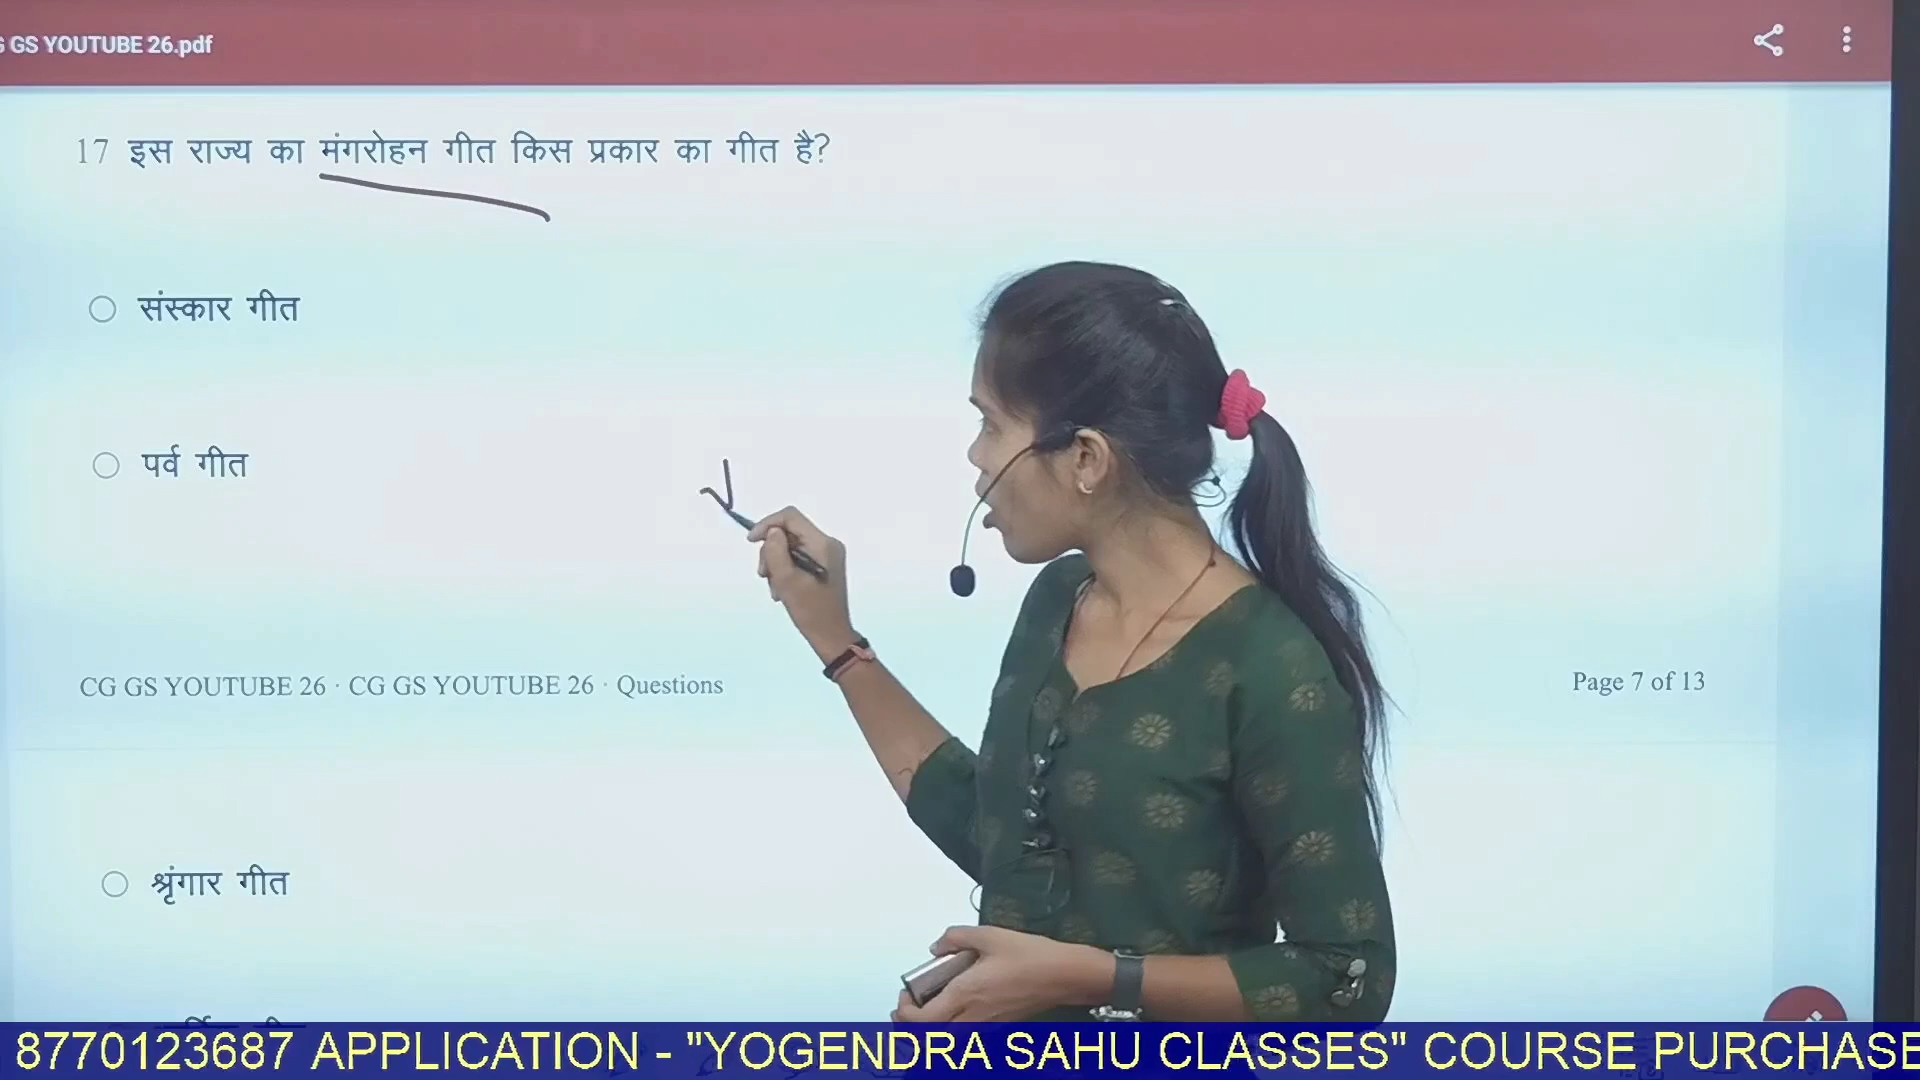 GS YOUTUBE 26.pdf
17 इस राज्य का मंगरोहन गीत किस प्रकार का गीत है?
संस्कार गीत
पर्व गीत
CG GS YOUTUBE 26 · CG GS YOUTUBE 26 · Questions
Page 7 of 13
श्रृंगार गीत
8770123687 APPLICATION - "YOGENDRA SAHU CLASSES" COURSE PURCHASE